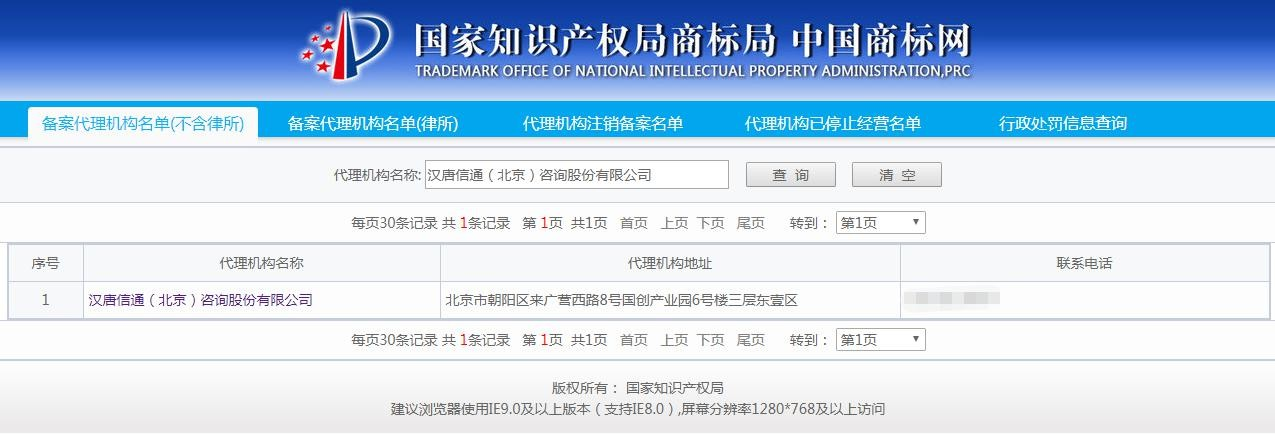 国家知识产权局商标局 中国商标网
TRADEMARK OFFICE OF NATIONAL INTELLECTUAL PROPERTY ADMINISTRATION,PRC
备案代理机构名单(不含律所) 备案代理机构名单(律所) 代理机构注销备案名单 代理机构已停止经营名单 行政处罚信息查询
代理机构名称: 汉唐信通（北京）咨询股份有限公司 查 询 清 空
每页30条记录 共 1条记录 第 1页 共1页 首页 上页 下页 尾页 转到： 第1页
序号 代理机构名称 代理机构地址 联系电话
1 汉唐信通（北京）咨询股份有限公司 北京市朝阳区来广营西路8号国创产业园6号楼三层东壹区
每页30条记录 共 1条记录 第 1页 共1页 首页 上页 下页 尾页 转到： 第1页
版权所有： 国家知识产权局
建议浏览器使用IE9.0及以上版本（支持IE8.0）,屏幕分辨率1280*768及以上访问